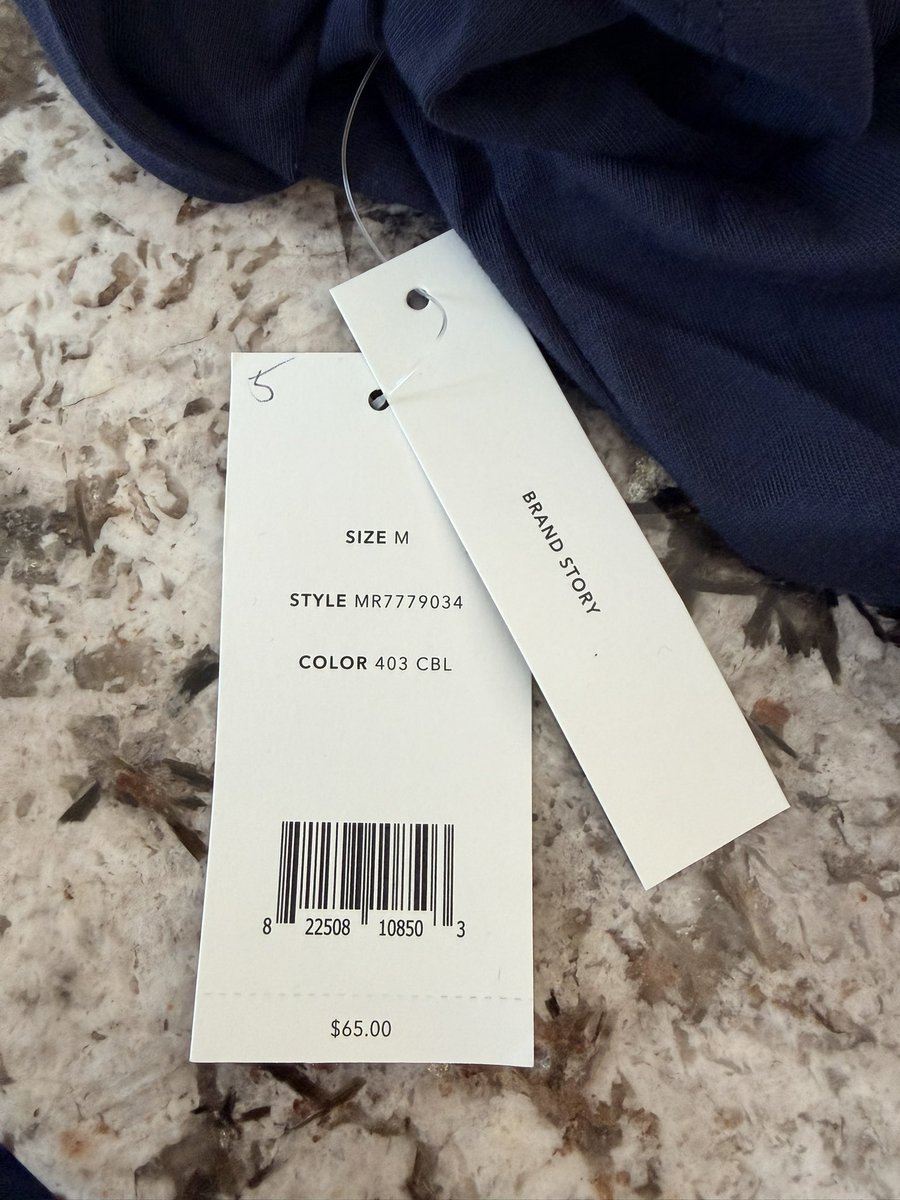 5
SIZE M
STYLE MR7779034
COLOR 403 CBL
8 22508 10850 3
$65.00
BRAND STORY